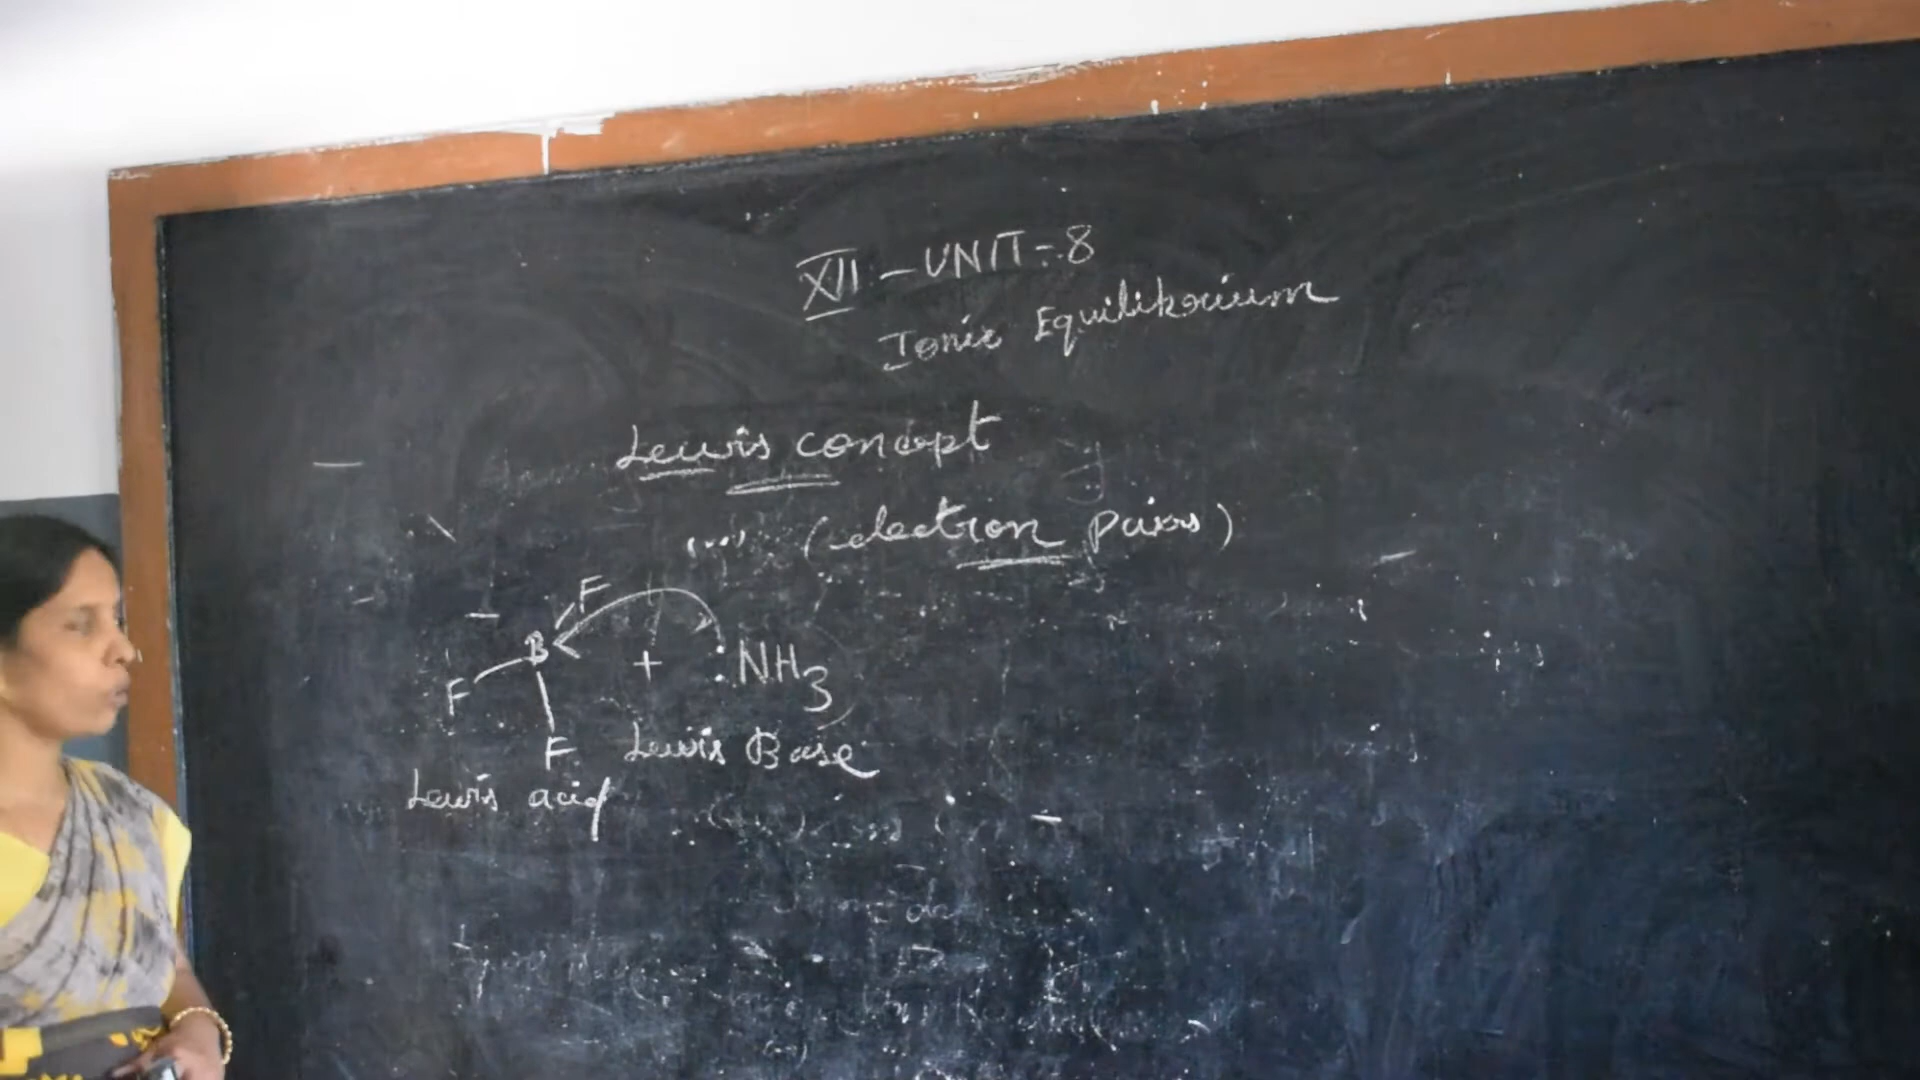 XII - UNIT - 8
Ionic Equilibrium
Lewis concept
(electron pairs)
F
B + :NH3
F
F
Lewis Base
Lewis acid